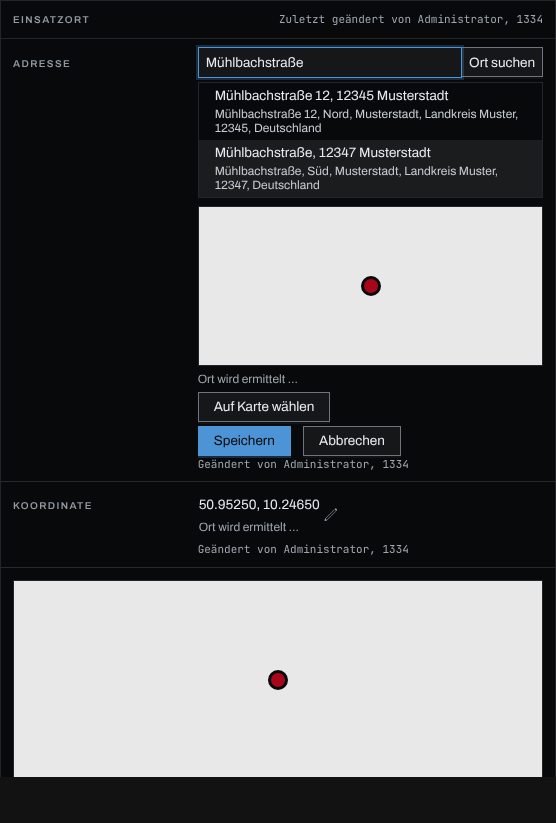 EINSATZORT
Zuletzt geändert von Administrator, 1334
ADRESSE
Mühlbachstraße
Ort suchen
Mühlbachstraße 12, 12345 Musterstadt
Mühlbachstraße 12, Nord, Musterstadt, Landkreis Muster,
12345, Deutschland
Mühlbachstraße, 12347 Musterstadt
Mühlbachstraße, Süd, Musterstadt, Landkreis Muster,
12347, Deutschland
Ort wird ermittelt ...
Auf Karte wählen
Speichern
Abbrechen
Geändert von Administrator, 1334
KOORDINATE
50.95250, 10.24650
Ort wird ermittelt ...
Geändert von Administrator, 1334